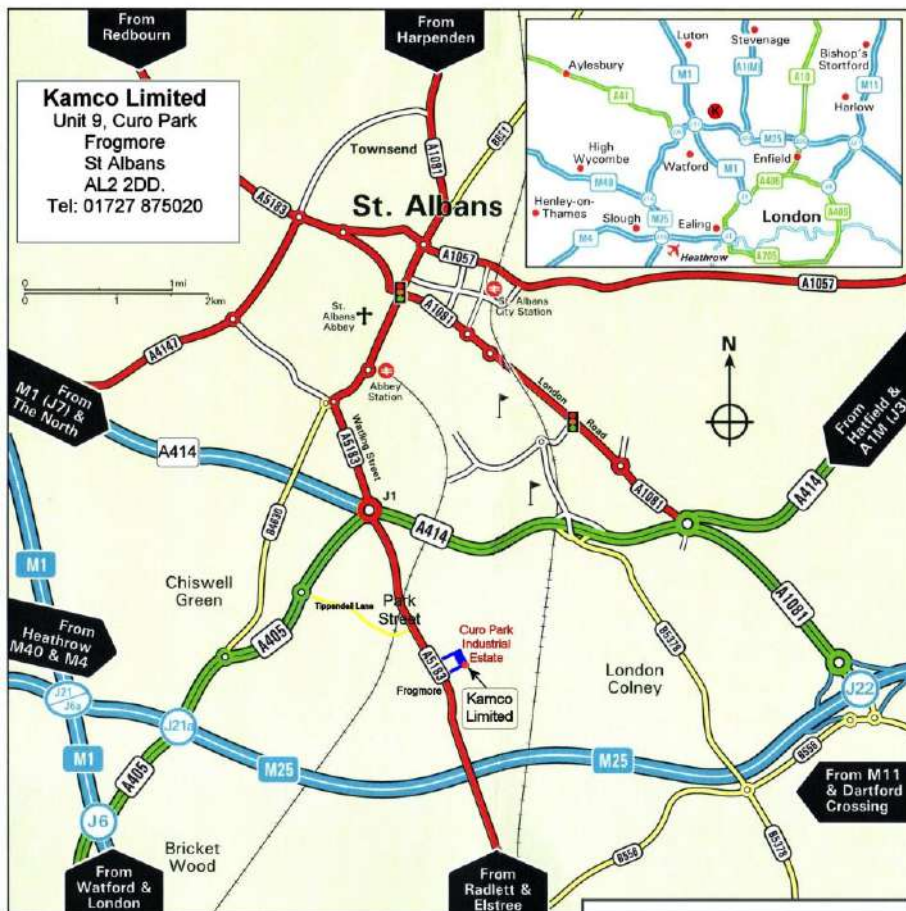 From
Redbourn
From
Harpenden
Kamco Limited
Unit 9, Curo Park
Frogmore
St Albans
AL2 2DD.
Tel: 01727 875020
Luton
Stevenage
Bishop's
Stortford
Aylesbury
M1
A1(M)
A10
M11
A41
Harlow
K
M25
High
Wycombe
Watford
Enfield
M40
M1
A406
Henley-on-
Thames
Slough
M25
Ealing
London
A405
M4
Heathrow
A205
Townsend
A1081
B651
A5183
St. Albans
A1057
A1057
0 1mi
0 2km
St.
Albans
Abbey
A1081
St. Albans
City Station
A4147
Abbey
Station
London
Road
N
From
M1 (J7) &
The North
From
Hatfield &
A1M (J3)
A414
Watling Street
A5183
A1081
J1
A414
A414
B4630
M1
Chiswell
Green
Tippendell Lane
Park
Street
A1081
From
Heathrow
M40 & M4
A405
A5183
Curo Park
Industrial
Estate
B5378
London
Colney
Frogmore
Kamco
Limited
J21
J6a
J21a
J22
M1
A405
M25
M25
B556
From M11
& Dartford
Crossing
J6
Bricket
Wood
B556
B5378
From
Watford &
London
From
Radlett &
Elstree